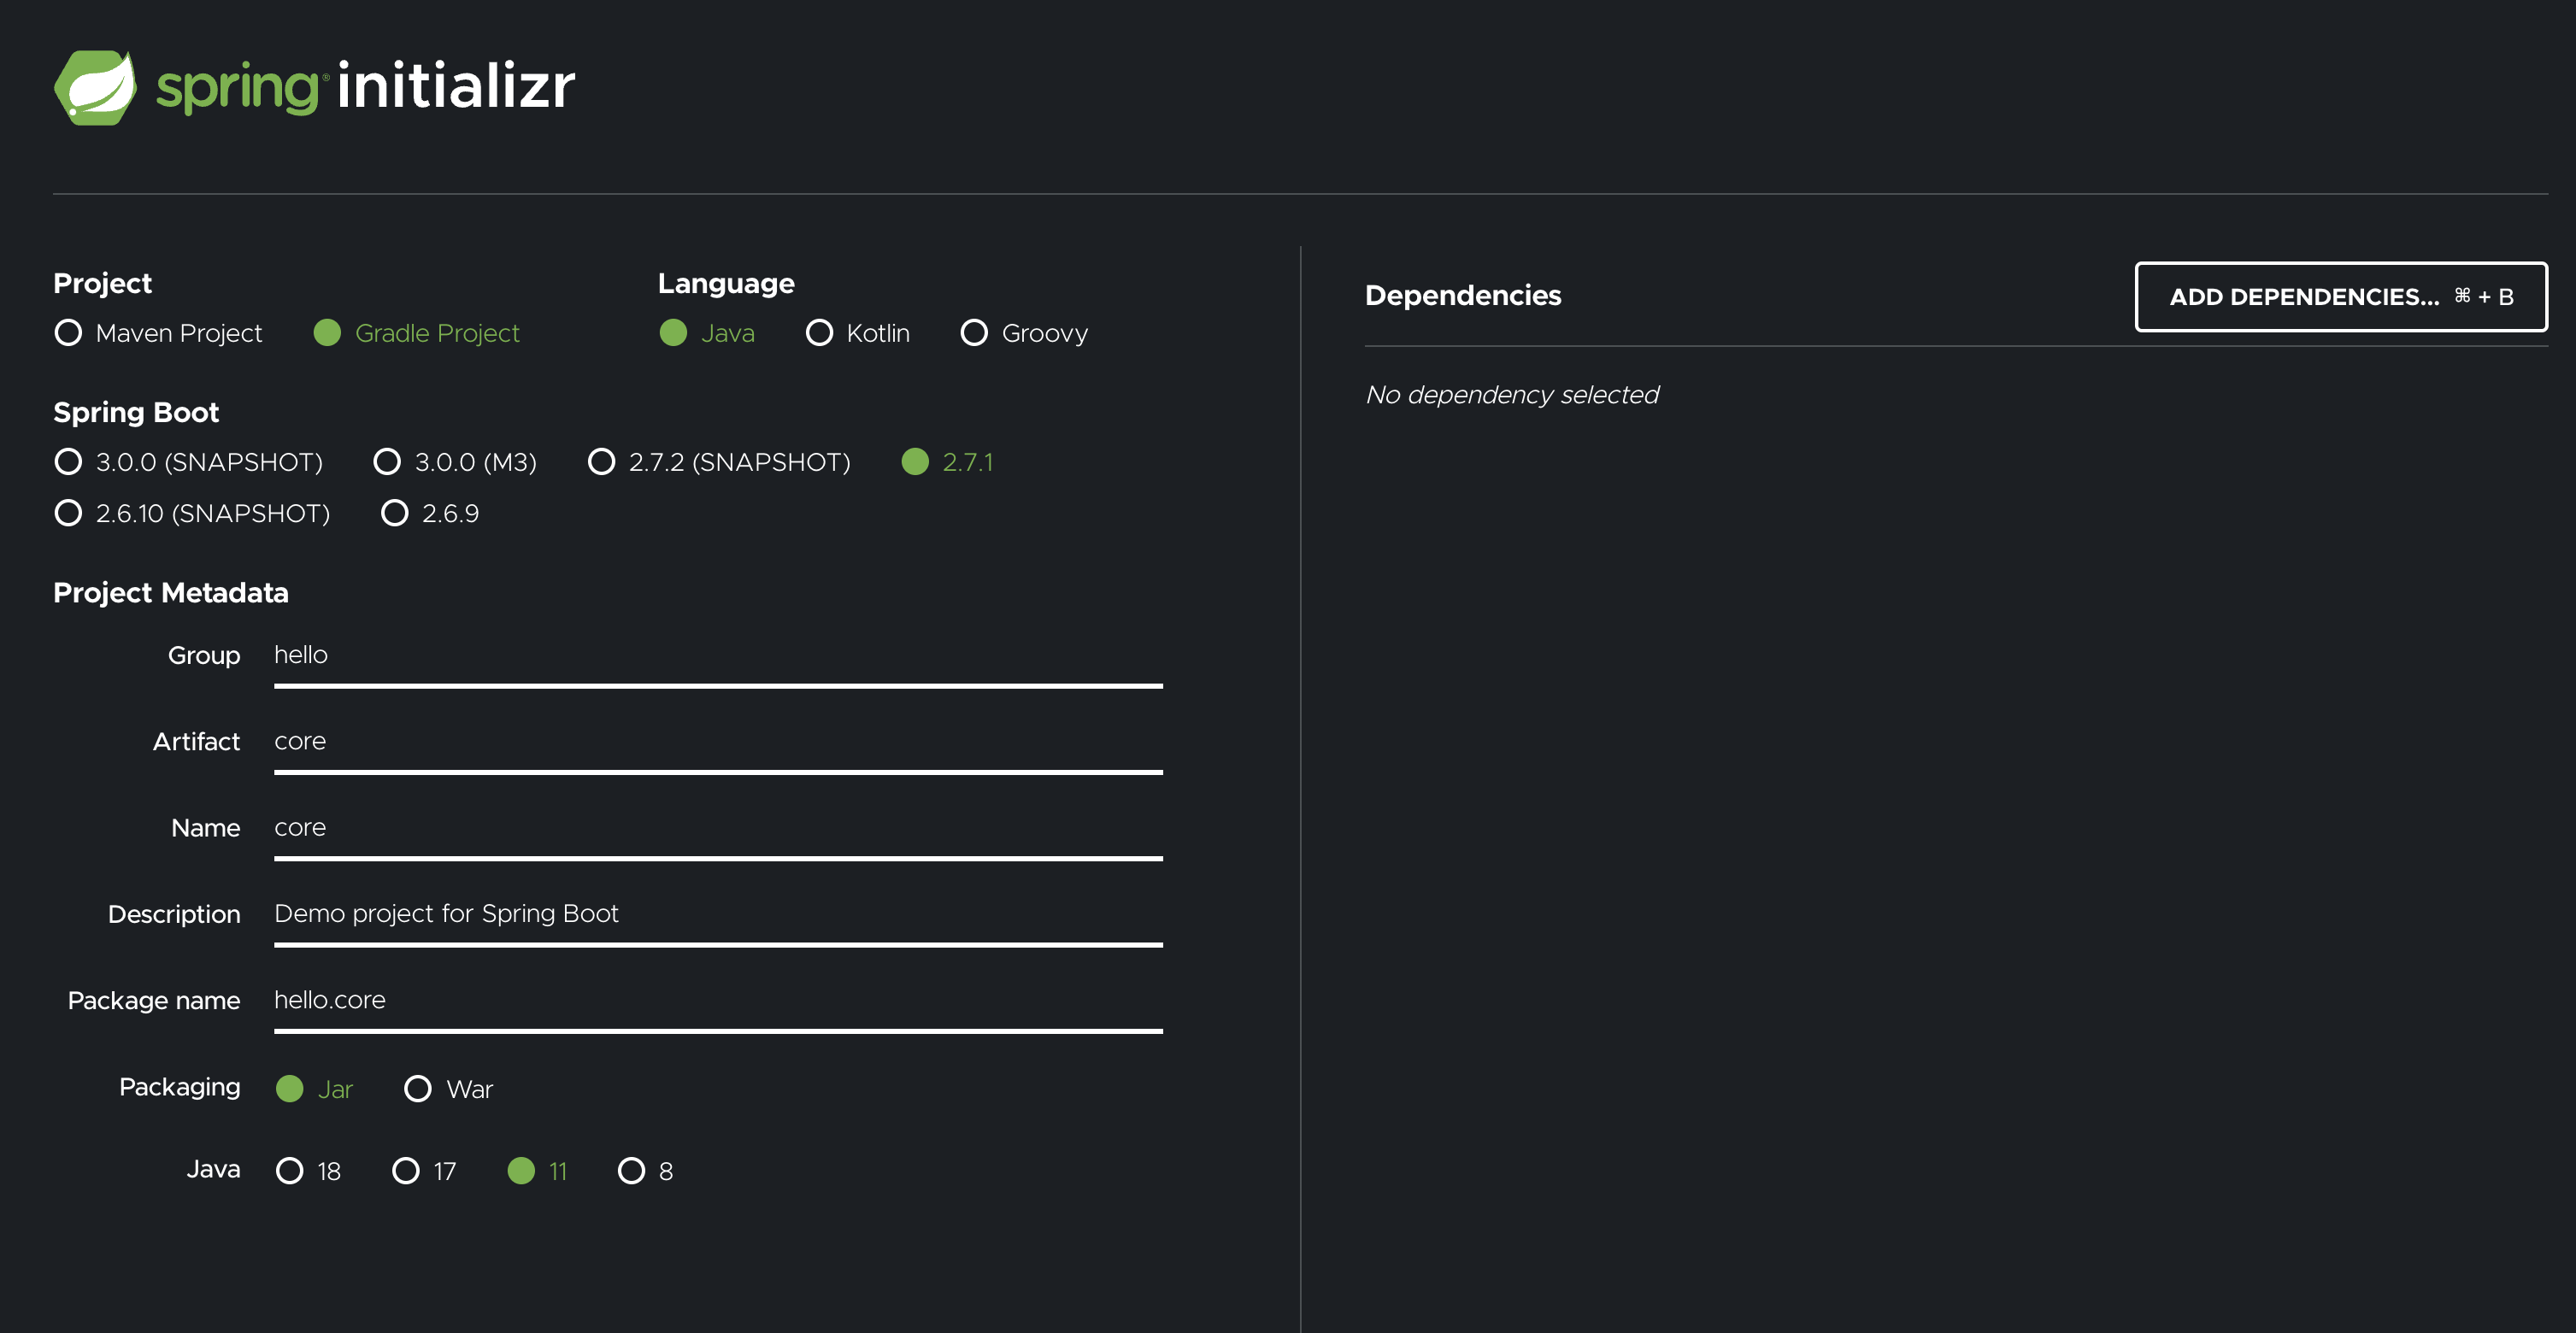 spring® initializr
Project
Maven Project Gradle Project
Language
Java Kotlin Groovy
Spring Boot
3.0.0 (SNAPSHOT) 3.0.0 (M3) 2.7.2 (SNAPSHOT) 2.7.1
2.6.10 (SNAPSHOT) 2.6.9
Project Metadata
Group hello
Artifact core
Name core
Description Demo project for Spring Boot
Package name hello.core
Packaging Jar War
Java 18 17 11 8
Dependencies
ADD DEPENDENCIES... ⌘ + B
No dependency selected